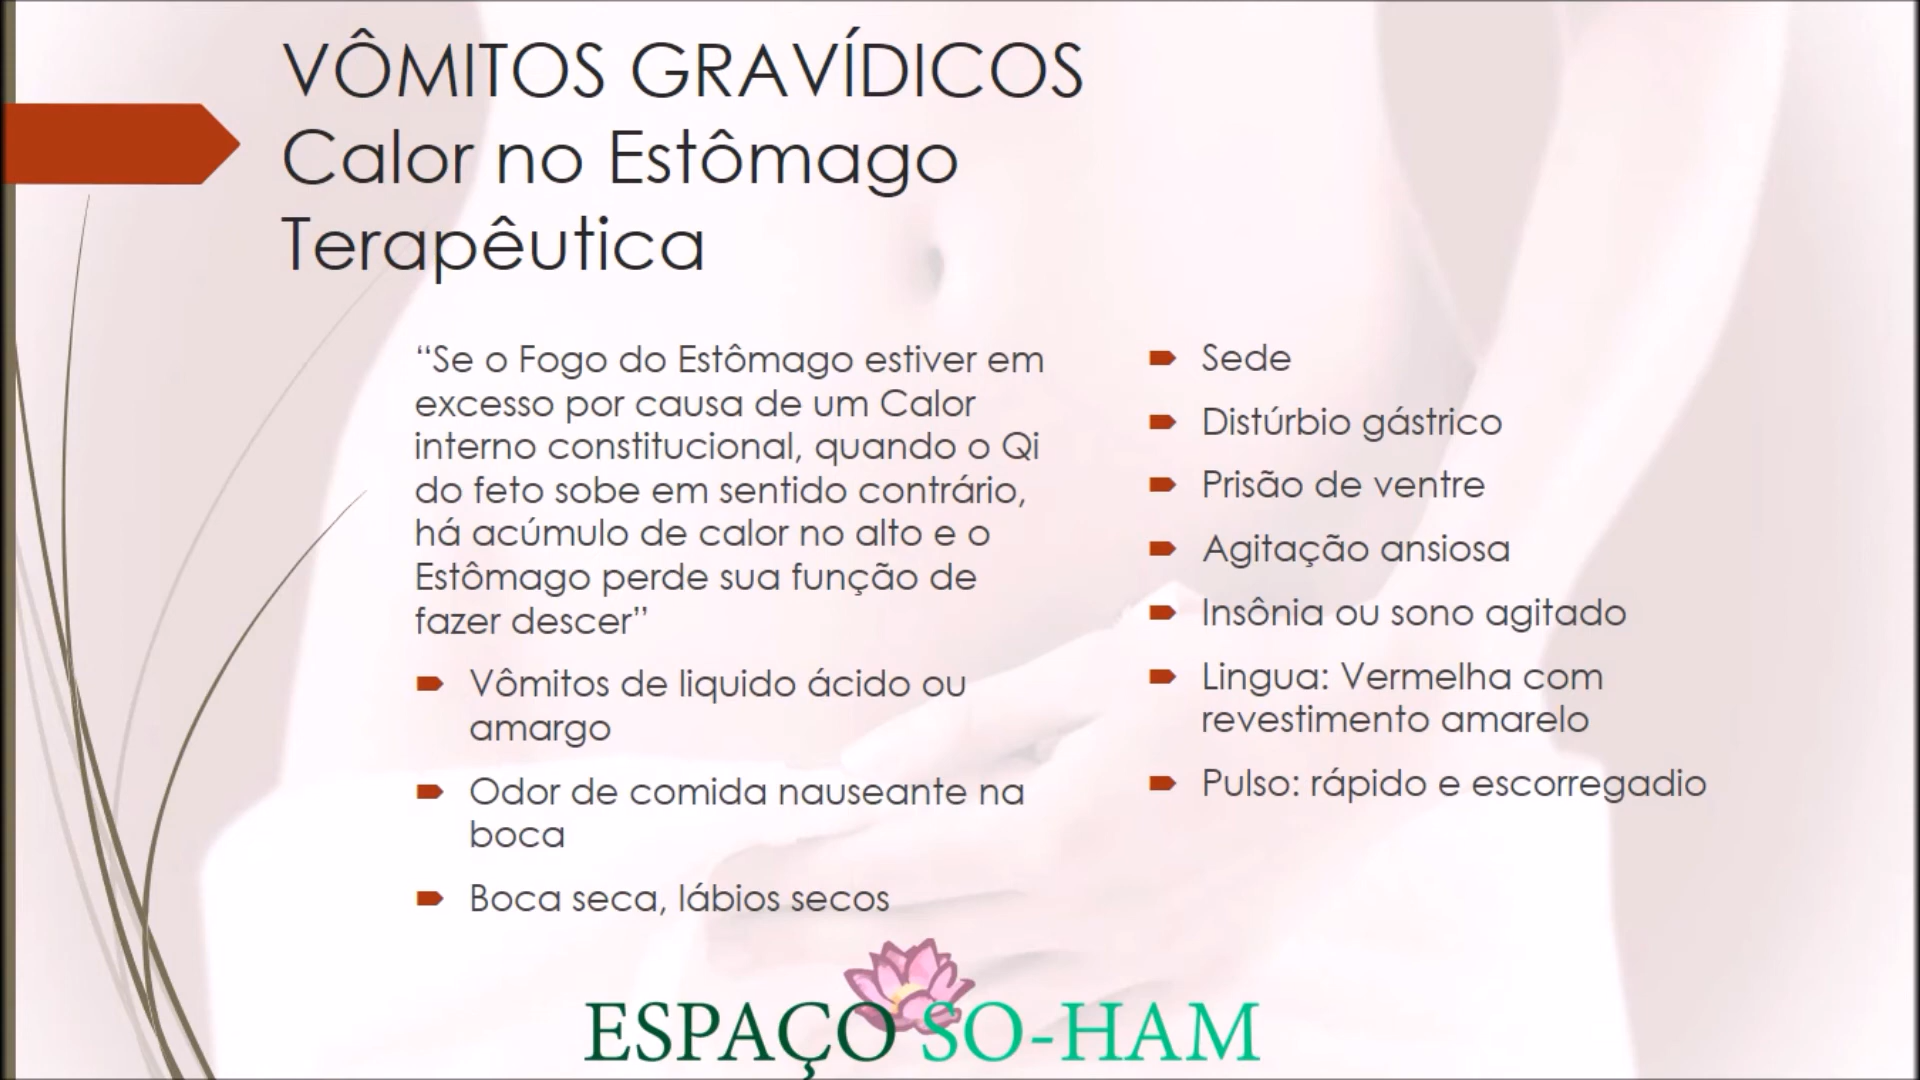 VÔMITOS GRAVÍDICOS
Calor no Estômago
Terapêutica
“Se o Fogo do Estômago estiver em
excesso por causa de um Calor
interno constitucional, quando o Qi
do feto sobe em sentido contrário,
há acúmulo de calor no alto e o
Estômago perde sua função de
fazer descer”
Vômitos de liquido ácido ou
amargo
Odor de comida nauseante na
boca
Boca seca, lábios secos
Sede
Distúrbio gástrico
Prisão de ventre
Agitação ansiosa
Insônia ou sono agitado
Lingua: Vermelha com
revestimento amarelo
Pulso: rápido e escorregadio
ESPAÇO SO-HAM